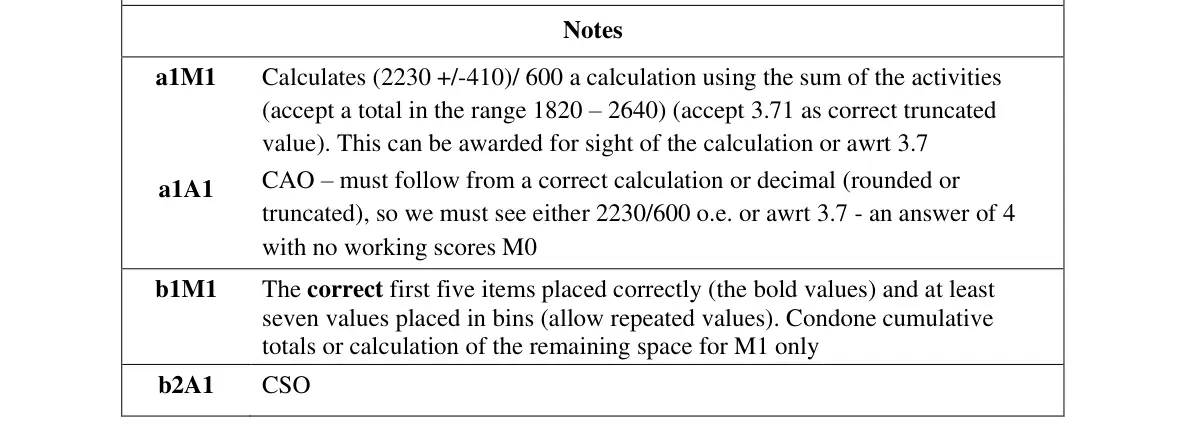 Notes
a1M1 Calculates (2230 +/-410)/ 600 a calculation using the sum of the activities
(accept a total in the range 1820 – 2640) (accept 3.71 as correct truncated
value). This can be awarded for sight of the calculation or awrt 3.7
a1A1 CAO – must follow from a correct calculation or decimal (rounded or
truncated), so we must see either 2230/600 o.e. or awrt 3.7 - an answer of 4
with no working scores M0
b1M1 The correct first five items placed correctly (the bold values) and at least
seven values placed in bins (allow repeated values). Condone cumulative
totals or calculation of the remaining space for M1 only
b2A1 CSO